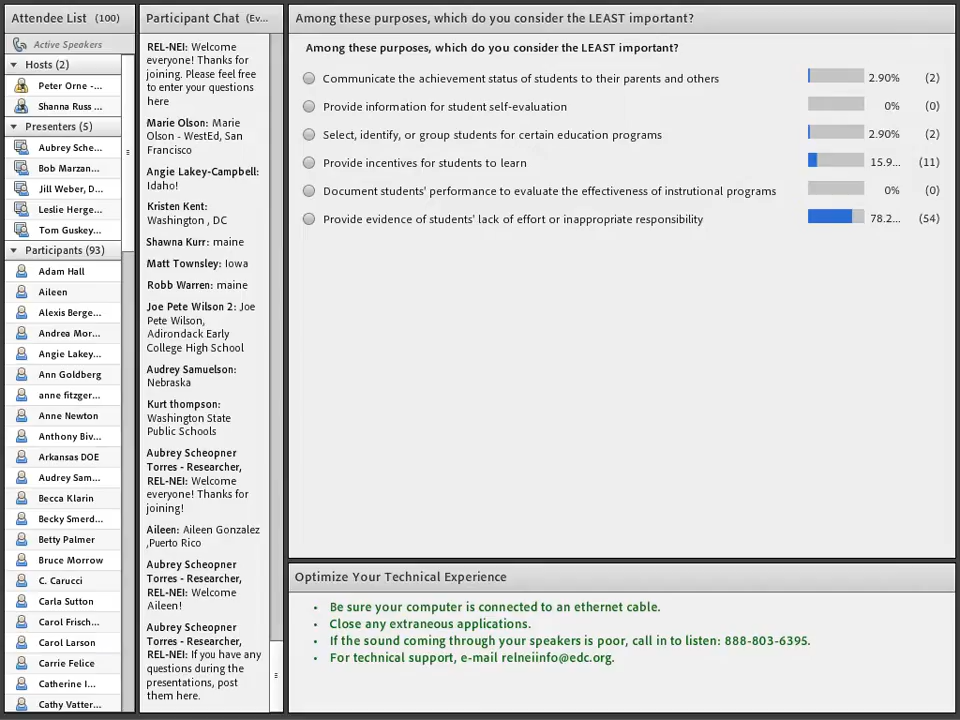 Attendee List (100)
Active Speakers
Hosts (2)
Peter Orne -...
Shanna Russ ...
Presenters (5)
Aubrey Sche...
Bob Marzan...
Jill Weber, D...
Leslie Herge...
Tom Guskey...
Participants (93)
Adam Hall
Aileen
Alexis Berge...
Andrea Mor...
Angie Lakey...
Ann Goldberg
anne fitzger...
Anne Newton
Anthony Biv...
Arkansas DOE
Audrey Sam...
Becca Klarin
Becky Smerd...
Betty Palmer
Bruce Morrow
C. Carucci
Carla Sutton
Carol Frisch...
Carol Larson
Carrie Felice
Catherine I...
Cathy Vatter...
Participant Chat (Ev...
REL-NEI: Welcome
everyone! Thanks for
joining. Please feel free
to enter your questions
here
Marie Olson: Marie
Olson - WestEd, San
Francisco
Angie Lakey-Campbell:
Idaho!
Kristen Kent:
Washington , DC
Shawna Kurr: maine
Matt Townsley: Iowa
Robb Warren: maine
Joe Pete Wilson 2: Joe
Pete Wilson,
Adirondack Early
College High School
Audrey Samuelson:
Nebraska
Kurt thompson:
Washington State
Public Schools
Aubrey Scheopner
Torres - Researcher,
REL-NEI: Welcome
everyone! Thanks for
joining!
Aileen: Aileen Gonzalez
,Puerto Rico
Aubrey Scheopner
Torres - Researcher,
REL-NEI: Welcome
Aileen!
Aubrey Scheopner
Torres - Researcher,
REL-NEI: If you have any
questions during the
presentations, post
them here.
Among these purposes, which do you consider the LEAST important?
Among these purposes, which do you consider the LEAST important?
Communicate the achievement status of students to their parents and others 2.90% (2)
Provide information for student self-evaluation 0% (0)
Select, identify, or group students for certain education programs 2.90% (2)
Provide incentives for students to learn 15.9... (11)
Document students' performance to evaluate the effectiveness of instrutional programs 0% (0)
Provide evidence of students' lack of effort or inappropriate responsibility 78.2... (54)
Optimize Your Technical Experience
• Be sure your computer is connected to an ethernet cable.
• Close any extraneous applications.
• If the sound coming through your speakers is poor, call in to listen: 888-803-6395.
• For technical support, e-mail relneiinfo@edc.org.